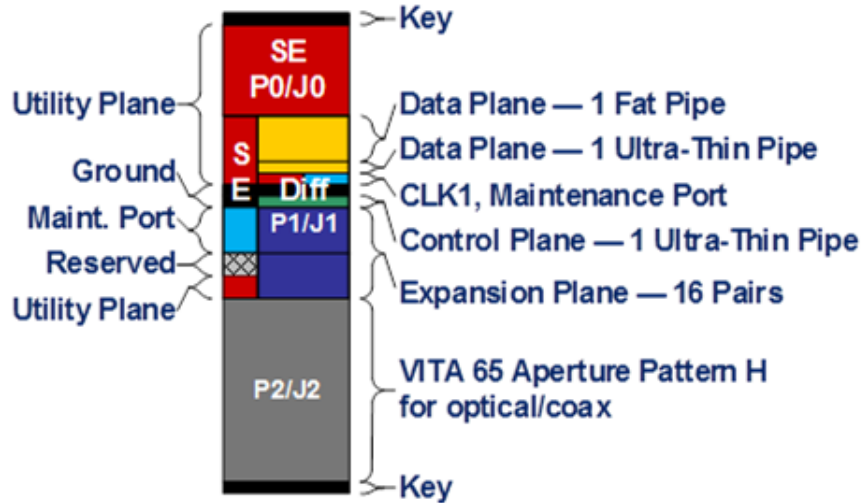 Key
SE
P0/J0
Utility Plane
Data Plane — 1 Fat Pipe
Data Plane — 1 Ultra-Thin Pipe
S
E
Ground
Diff
CLK1, Maintenance Port
Maint. Port
P1/J1
Control Plane — 1 Ultra-Thin Pipe
Reserved
Expansion Plane — 16 Pairs
Utility Plane
VITA 65 Aperture Pattern H
for optical/coax
P2/J2
Key